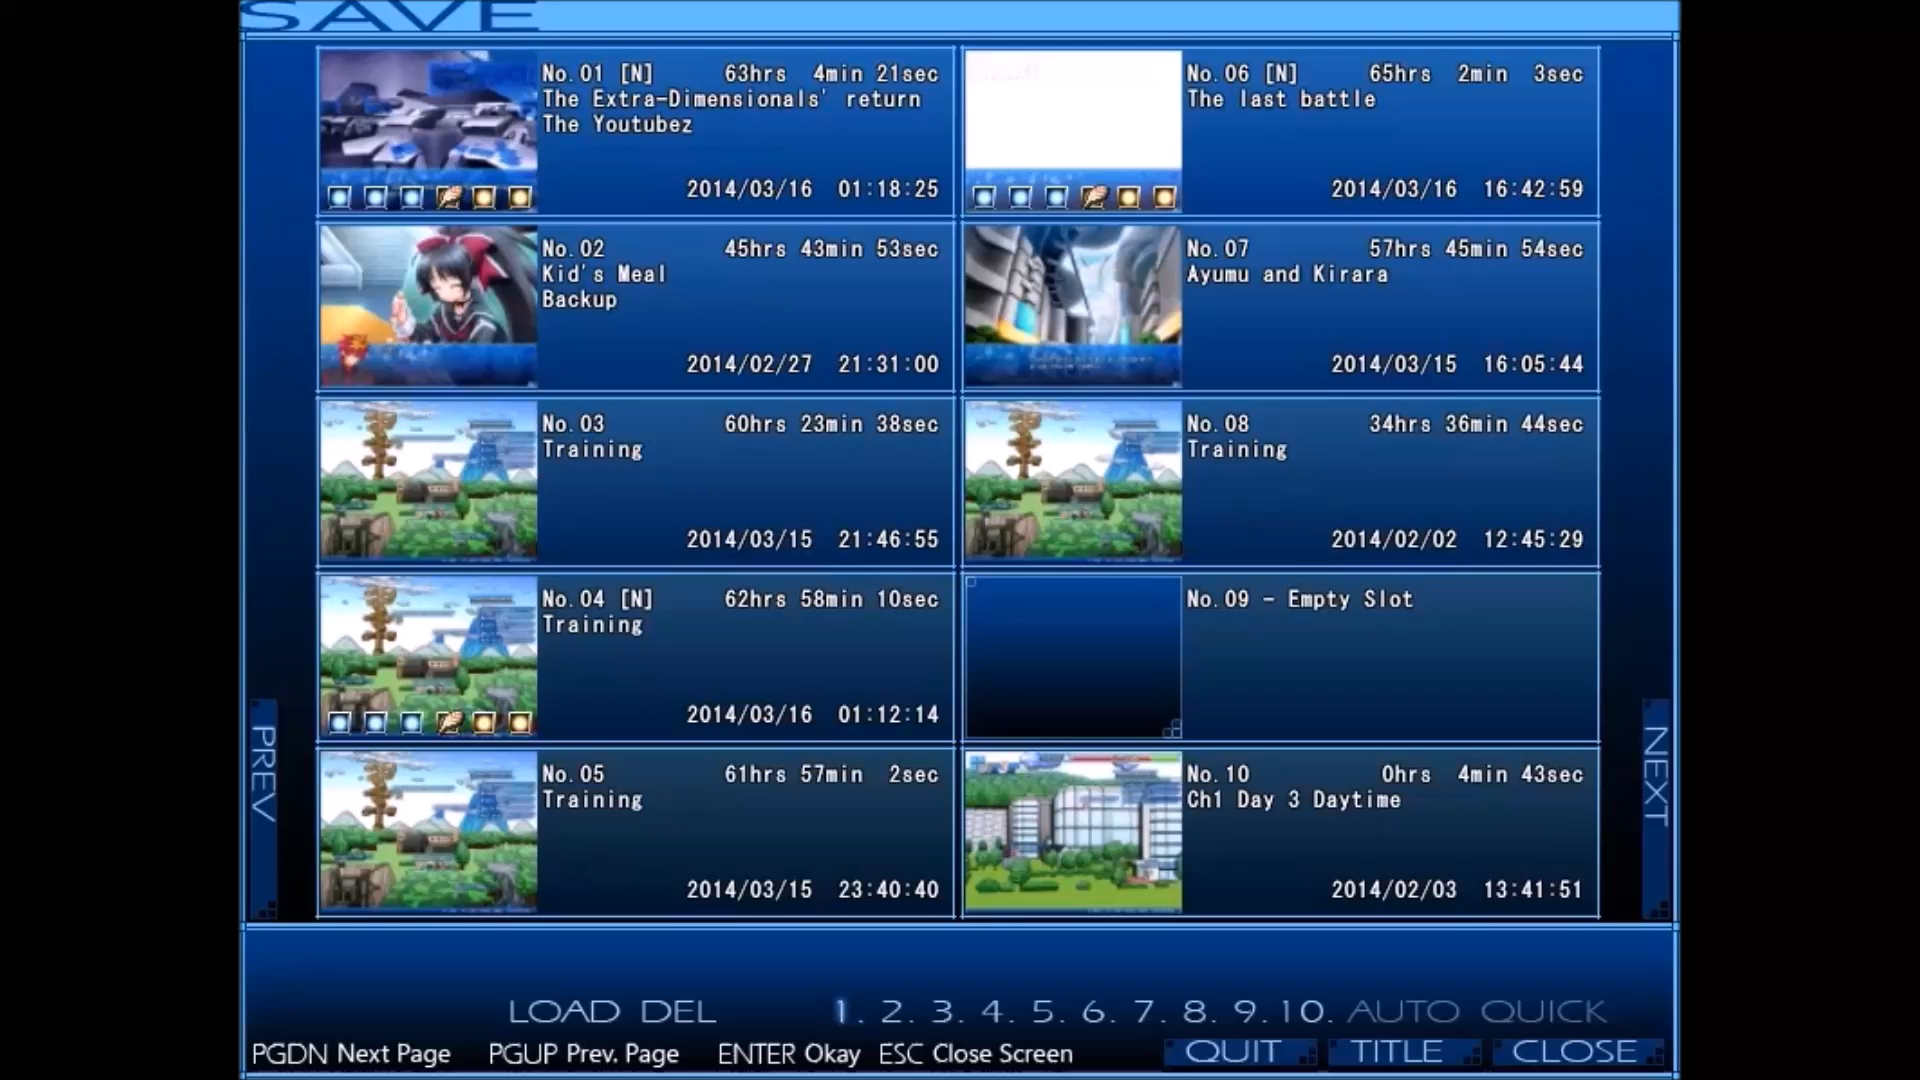 SAVE
No.01 [N] 63hrs 4min 21sec
The Extra-Dimensionals' return
The Youtubez
2014/03/16 01:18:25
No.02 45hrs 43min 53sec
Kid's Meal
Backup
2014/02/27 21:31:00
No.03 60hrs 23min 38sec
Training
2014/03/15 21:46:55
No.04 [N] 62hrs 58min 10sec
Training
2014/03/16 01:12:14
No.05 61hrs 57min 2sec
Training
2014/03/15 23:40:40
No.06 [N] 65hrs 2min 3sec
The last battle
2014/03/16 16:42:59
No.07 57hrs 45min 54sec
Ayumu and Kirara
2014/03/15 16:05:44
No.08 34hrs 36min 44sec
Training
2014/02/02 12:45:29
No.09 - Empty Slot
No.10 0hrs 4min 43sec
Ch1 Day 3 Daytime
2014/02/03 13:41:51
PREV
NEXT
LOAD DEL 1. 2. 3. 4. 5. 6. 7. 8. 9. 10. AUTO QUICK
PGDN Next Page PGUP Prev. Page ENTER Okay ESC Close Screen QUIT TITLE CLOSE